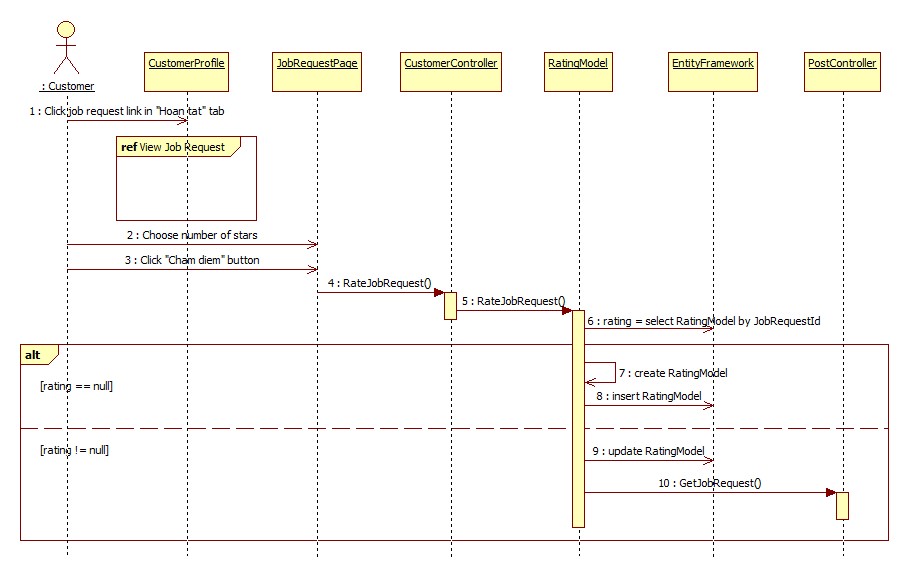 : Customer
CustomerProfile
JobRequestPage
CustomerController
RatingModel
EntityFramework
PostController
1 : Click job request link in "Hoan tat" tab
ref View Job Request
2 : Choose number of stars
3 : Click "Cham diem" button
4 : RateJobRequest()
5 : RateJobRequest()
6 : rating = select RatingModel by JobRequestId
alt
[rating == null]
7 : create RatingModel
8 : insert RatingModel
[rating != null]
9 : update RatingModel
10 : GetJobRequest()